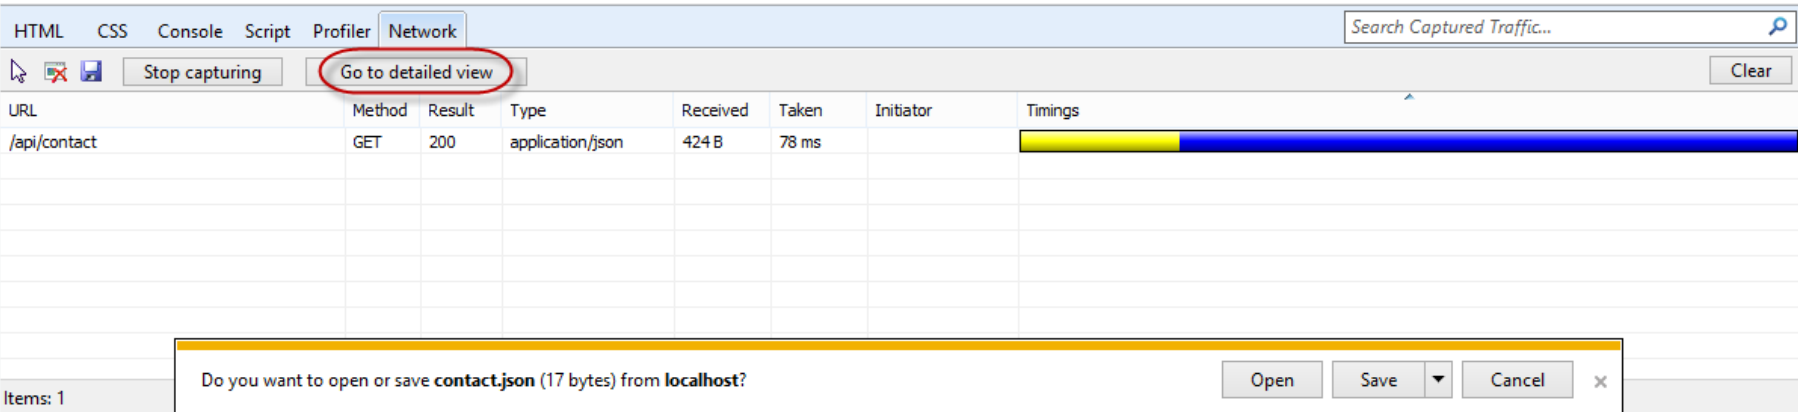 HTML CSS Console Script Profiler Network Search Captured Traffic...
Stop capturing Go to detailed view Clear
URL Method Result Type Received Taken Initiator Timings
/api/contact GET 200 application/json 424 B 78 ms
Do you want to open or save contact.json (17 bytes) from localhost? Open Save Cancel
Items: 1